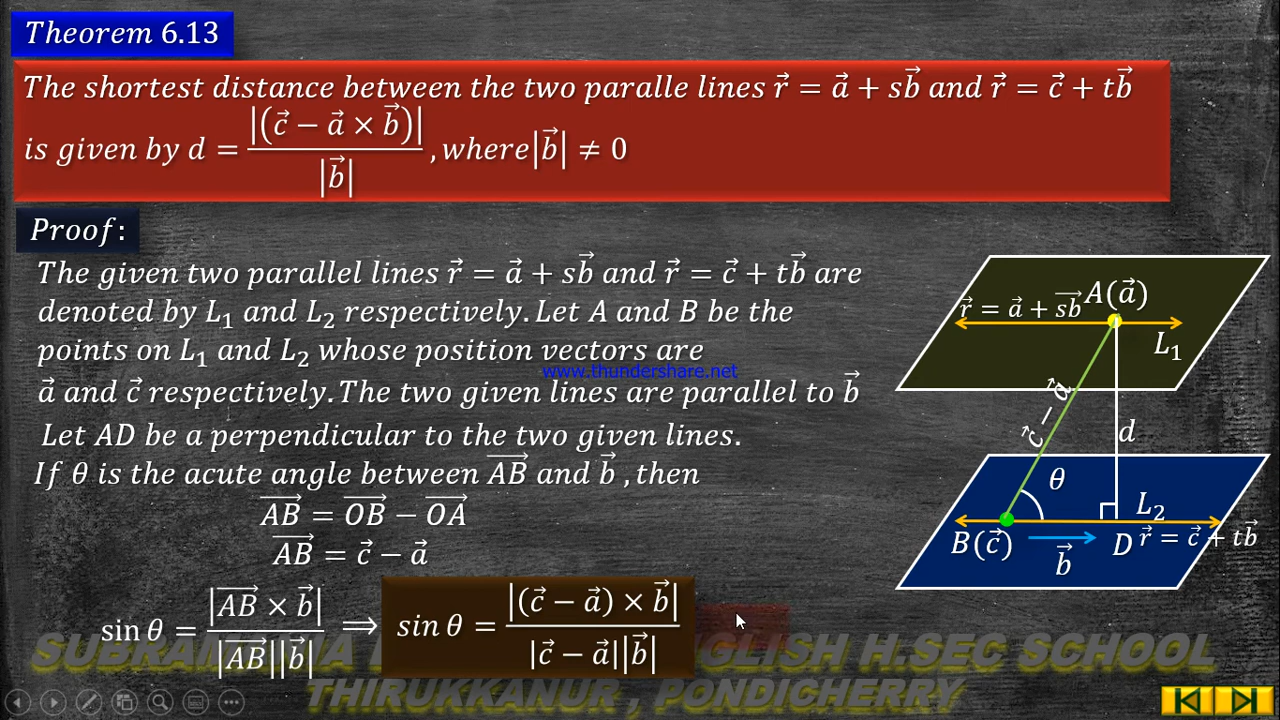 Theorem 6.13
The shortest distance between the two paralle lines r⃗ = a⃗ + sb⃗ and r⃗ = c⃗ + tb⃗
is given by d = |(c⃗ − a⃗ × b⃗)| / |b⃗| , where|b⃗| ≠ 0
Proof:
The given two parallel lines r⃗ = a⃗ + sb⃗ and r⃗ = c⃗ + tb⃗ are
denoted by L₁ and L₂ respectively. Let A and B be the
points on L₁ and L₂ whose position vectors are
www.thundershare.net
a⃗ and c⃗ respectively. The two given lines are parallel to b⃗
Let AD be a perpendicular to the two given lines.
If θ is the acute angle between AB⃗ and b⃗ , then
AB⃗ = OB⃗ − OA⃗
AB⃗ = c⃗ − a⃗
sin θ = |AB⃗ × b⃗| / |AB⃗||b⃗| ⟹ sin θ = |(c⃗ − a⃗) × b⃗| / |c⃗ − a⃗||b⃗|
r⃗ = a⃗ + sb⃗ A(a⃗)
L₁
c⃗ − a⃗
d
θ
L₂
B(c⃗) b⃗ D r⃗ = c⃗ + tb⃗
GLISH H.SEC SCHOOL
THIRUKKANUR , PONDICHERRY